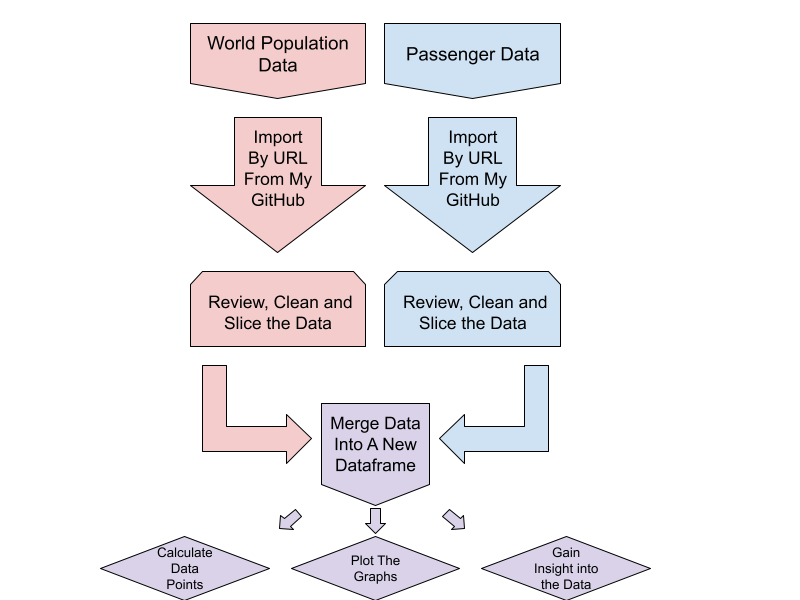 World Population
Data
Passenger Data
Import
By URL
From My
GitHub
Import
By URL
From My
GitHub
Review, Clean and
Slice the Data
Review, Clean and
Slice the Data
Merge Data
Into A New
Dataframe
Calculate
Data
Points
Plot The
Graphs
Gain
Insight into
the Data